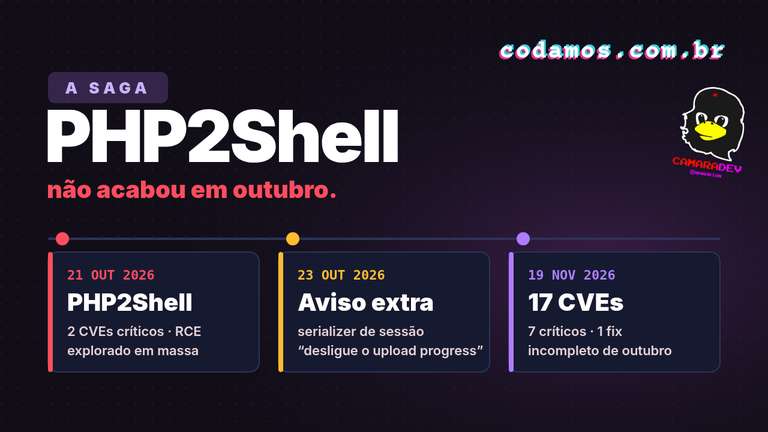 codamos.com.br
A SAGA
PHP2Shell
não acabou em outubro.
CAMARADEV
21 OUT 2026
PHP2Shell
2 CVEs críticos · RCE
explorado em massa
23 OUT 2026
Aviso extra
serializer de sessão
“desligue o upload progress”
19 NOV 2026
17 CVEs
7 críticos · 1 fix
incompleto de outubro